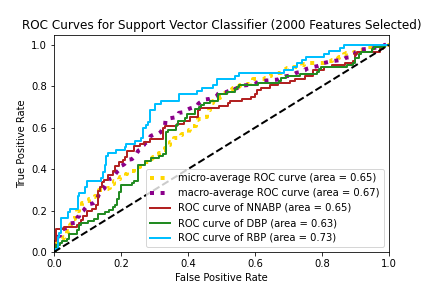 ROC Curves for Support Vector Classifier (2000 Features Selected)
1.0
0.8
0.6
0.4
0.2
0.0
True Positive Rate
micro-average ROC curve (area = 0.65)
macro-average ROC curve (area = 0.67)
ROC curve of NNABP (area = 0.65)
ROC curve of DBP (area = 0.63)
ROC curve of RBP (area = 0.73)
0.0 0.2 0.4 0.6 0.8 1.0
False Positive Rate